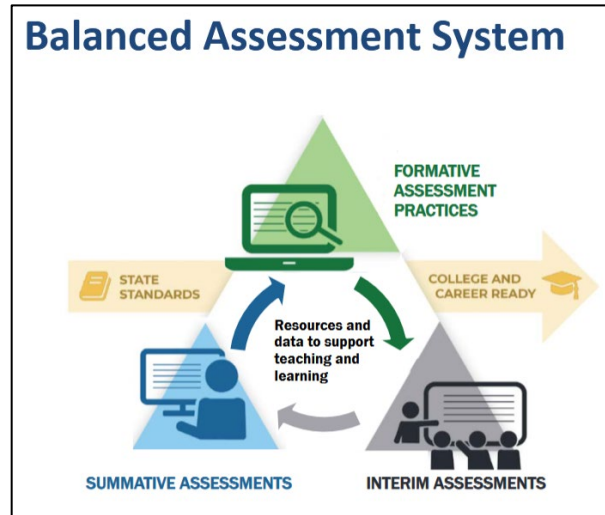 Balanced Assessment System
FORMATIVE
ASSESSMENT
PRACTICES
STATE
STANDARDS
COLLEGE AND
CAREER READY
Resources and
data to support
teaching and
learning
SUMMATIVE ASSESSMENTS
INTERIM ASSESSMENTS